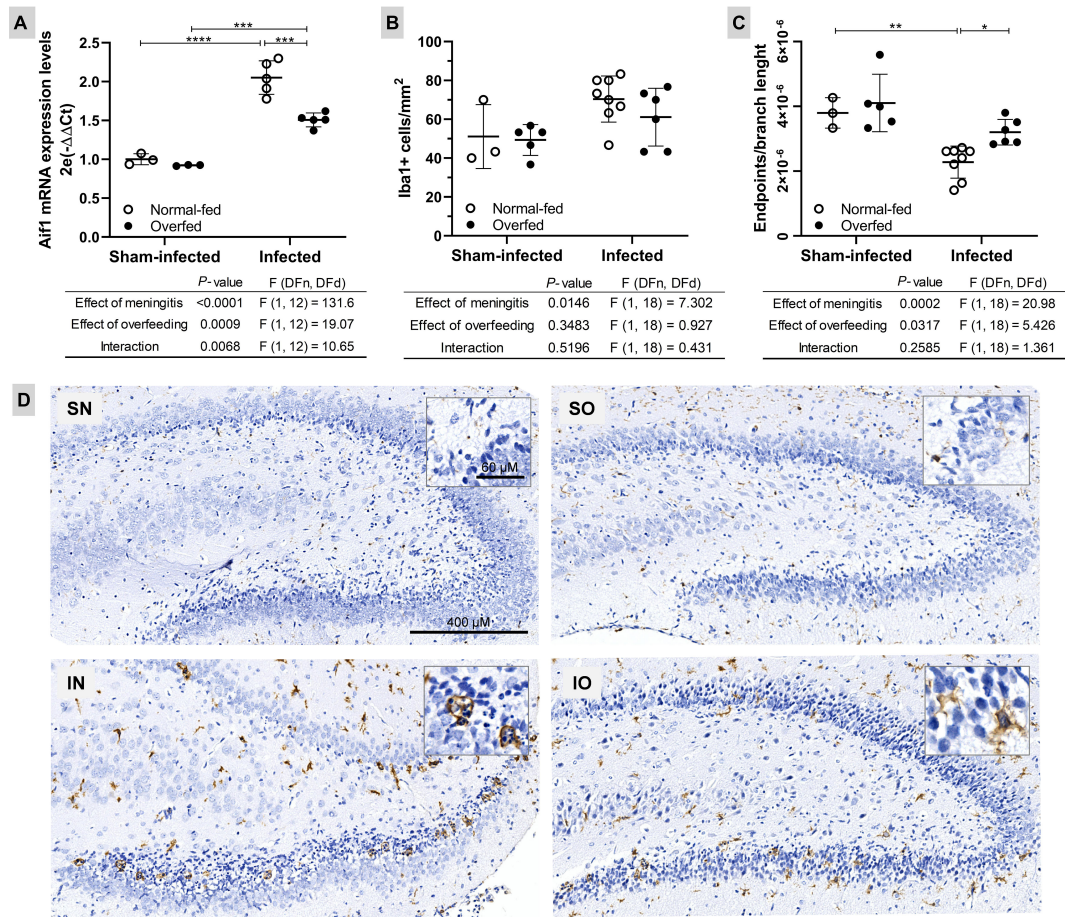 A
Aif1 mRNA expression levels
2e(-ΔΔCt)
2.5
2.0
1.5
1.0
0.5
0.0
***
**** ***
Normal-fed
Overfed
Sham-infected Infected
P-value F (DFn, DFd)
Effect of meningitis <0.0001 F (1, 12) = 131.6
Effect of overfeeding 0.0009 F (1, 12) = 19.07
Interaction 0.0068 F (1, 12) = 10.65
B
Iba1+ cells/mm2
100
80
60
40
20
0
Normal-fed
Overfed
Sham-infected Infected
P-value F (DFn, DFd)
Effect of meningitis 0.0146 F (1, 18) = 7.302
Effect of overfeeding 0.3483 F (1, 18) = 0.927
Interaction 0.5196 F (1, 18) = 0.431
C
Endpoints/branch lenght
6×10-6
4×10-6
2×10-6
0
** *
Normal-fed
Overfed
Sham-infected Infected
P-value F (DFn, DFd)
Effect of meningitis 0.0002 F (1, 18) = 20.98
Effect of overfeeding 0.0317 F (1, 18) = 5.426
Interaction 0.2585 F (1, 18) = 1.361
D
SN
60 µM
400 µM
SO
IN
IO